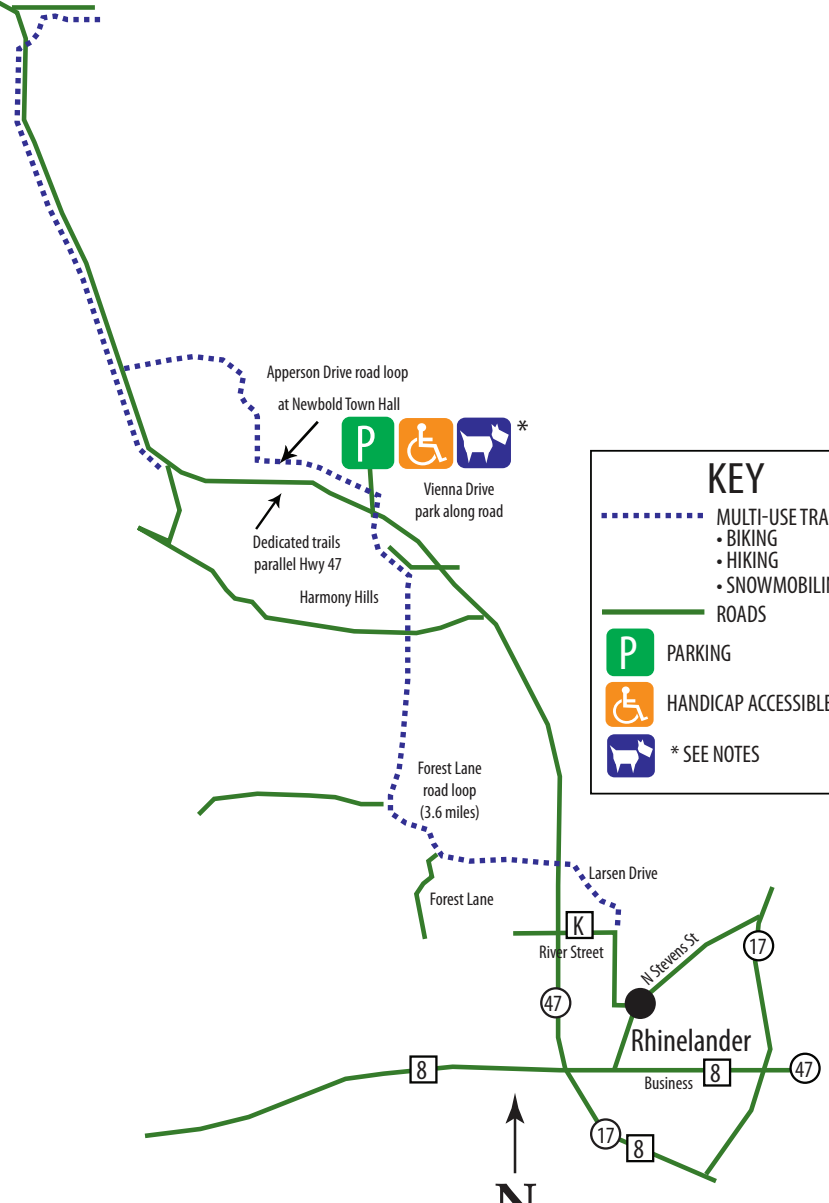 Apperson Drive road loop
at Newbold Town Hall
P
*
Vienna Drive
park along road
Dedicated trails
parallel Hwy 47
Harmony Hills
KEY
MULTI-USE TRA
• BIKING
• HIKING
• SNOWMOBILIN
ROADS
P
PARKING
HANDICAP ACCESSIBLE
* SEE NOTES
Forest Lane
road loop
(3.6 miles)
Larsen Drive
Forest Lane
K
River Street
N Stevens St
17
47
Rhinelander
8
Business
8
47
17
8
N